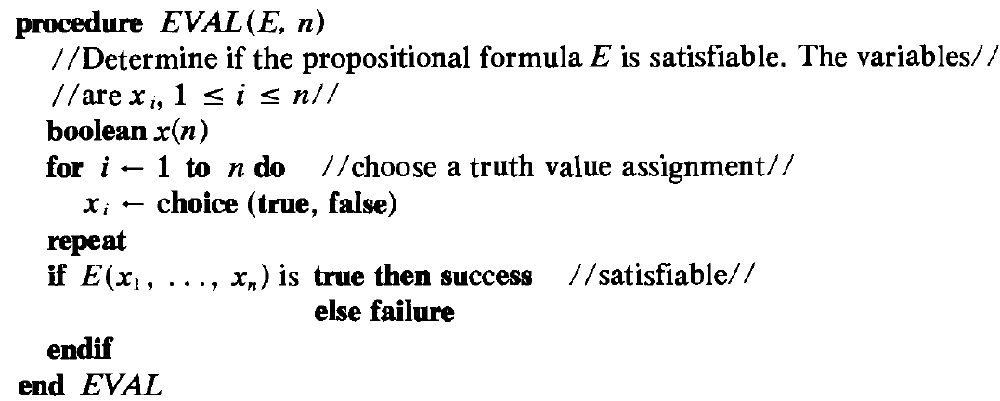 procedure EVAL(E, n)
//Determine if the propositional formula E is satisfiable. The variables//
//are x i, 1 ≤ i ≤ n//
boolean x(n)
for i ← 1 to n do //choose a truth value assignment//
x i ← choice (true, false)
repeat
if E(x₁, ..., xₙ) is true then success //satisfiable//
else failure
endif
end EVAL